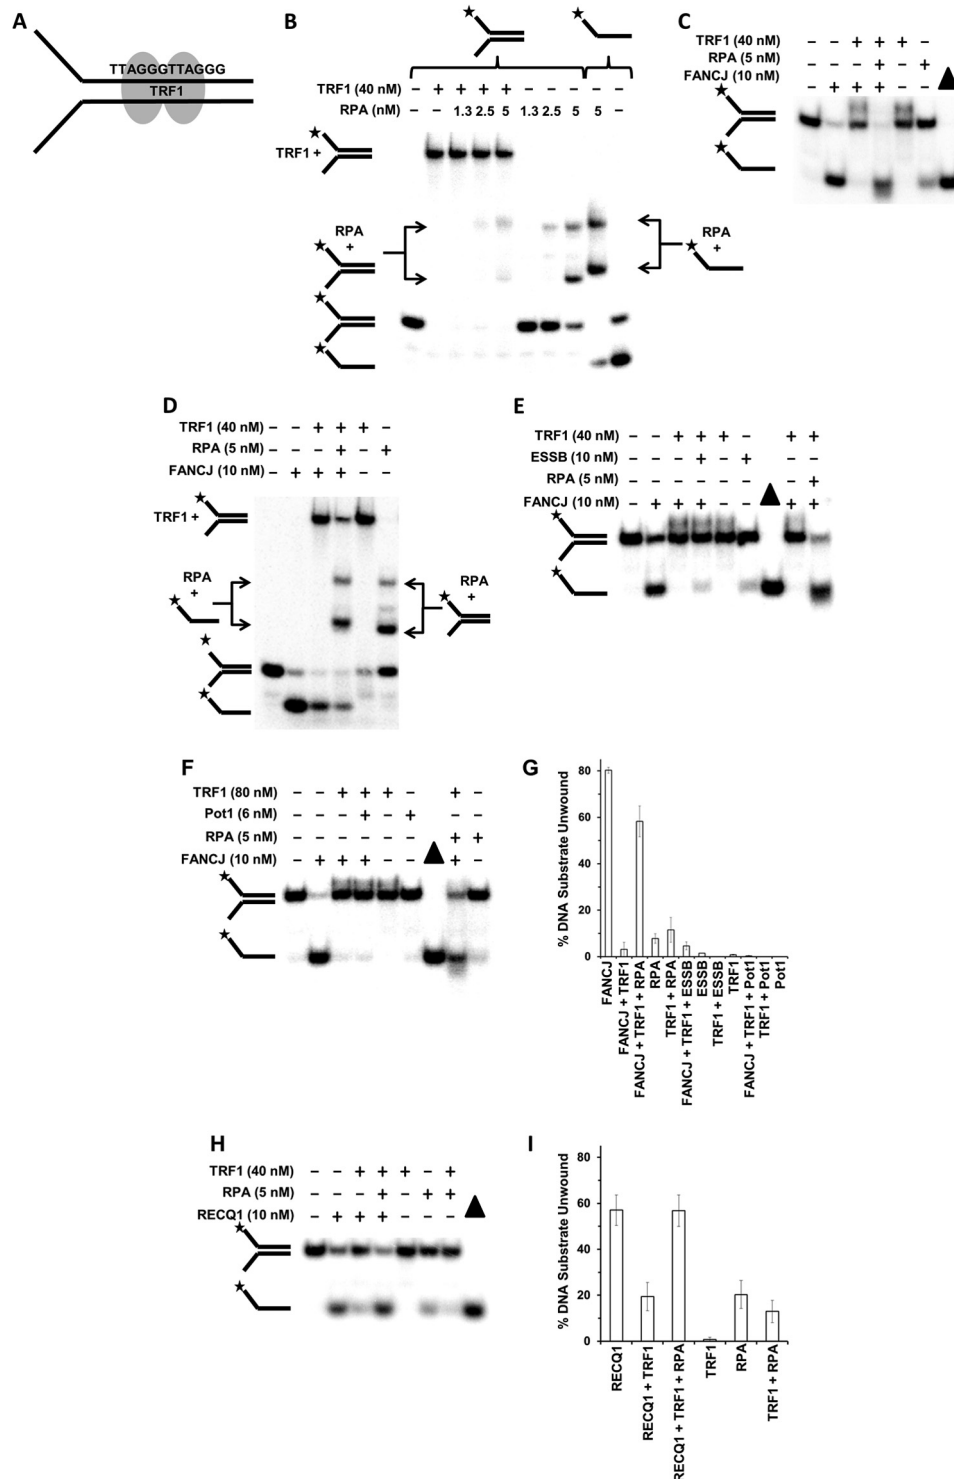 A
TTAGGGTTAGGG
TRF1
B
TRF1 (40 nM) – + + + + – – – – –
RPA (nM) – – 1.3 2.5 5 1.3 2.5 5 5 –
TRF1 +
RPA
+
RPA
+
C
TRF1 (40 nM) – – + + + –
RPA (5 nM) – – – + – +
FANCJ (10 nM) – + + + – –
D
TRF1 (40 nM) – – + + + –
RPA (5 nM) – – – + – +
FANCJ (10 nM) – + + + – –
TRF1 +
RPA
+
RPA
+
E
TRF1 (40 nM) – – + + + – + +
ESSB (10 nM) – – – + – + – –
RPA (5 nM) – – – – – – – +
FANCJ (10 nM) – + + + – – + +
F
TRF1 (80 nM) – – + + + – + –
Pot1 (6 nM) – – – + – + – –
RPA (5 nM) – – – – – – + +
FANCJ (10 nM) – + + + – – + –
G
% DNA Substrate Unwound
80
60
40
20
0
FANCJ
FANCJ + TRF1
FANCJ + TRF1 + RPA
RPA
TRF1 + RPA
FANCJ + TRF1 + ESSB
ESSB
TRF1 + ESSB
TRF1
FANCJ + TRF1 + Pot1
TRF1 + Pot1
Pot1
H
TRF1 (40 nM) – – + + + – +
RPA (5 nM) – – – + – + +
RECQ1 (10 nM) – + + + – – –
I
% DNA Substrate Unwound
80
60
40
20
0
RECQ1
RECQ1 + TRF1
RECQ1 + TRF1 + RPA
TRF1
RPA
TRF1 + RPA